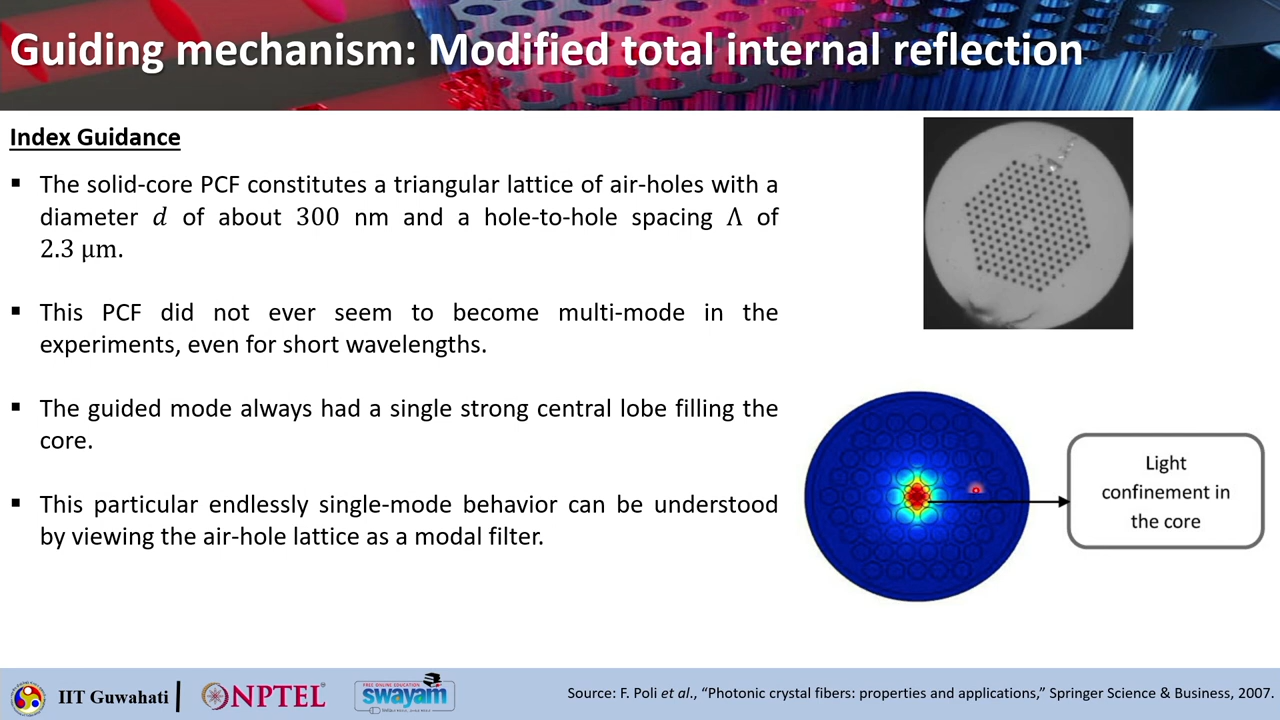 Guiding mechanism: Modified total internal reflection
Index Guidance
▪ The solid-core PCF constitutes a triangular lattice of air-holes with a
diameter d of about 300 nm and a hole-to-hole spacing Λ of
2.3 μm.
▪ This PCF did not ever seem to become multi-mode in the
experiments, even for short wavelengths.
▪ The guided mode always had a single strong central lobe filling the
core.
▪ This particular endlessly single-mode behavior can be understood
by viewing the air-hole lattice as a modal filter.
Light
confinement in
the core
IIT Guwahati
NPTEL
FREE ONLINE EDUCATION
swayam
Source: F. Poli et al., “Photonic crystal fibers: properties and applications,” Springer Science & Business, 2007.